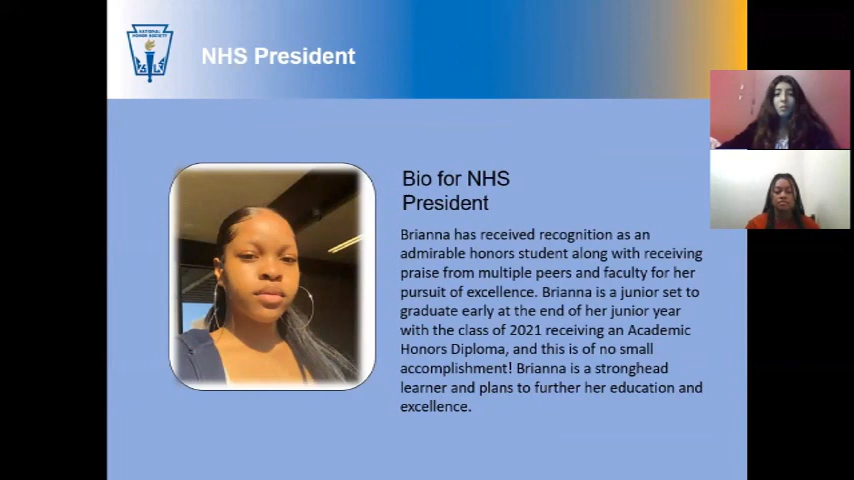 NATIONAL
HONOR SOCIETY
NHS President
Bio for NHS
President
Brianna has received recognition as an
admirable honors student along with receiving
praise from multiple peers and faculty for her
pursuit of excellence. Brianna is a junior set to
graduate early at the end of her junior year
with the class of 2021 receiving an Academic
Honors Diploma, and this is of no small
accomplishment! Brianna is a stronghead
learner and plans to further her education and
excellence.